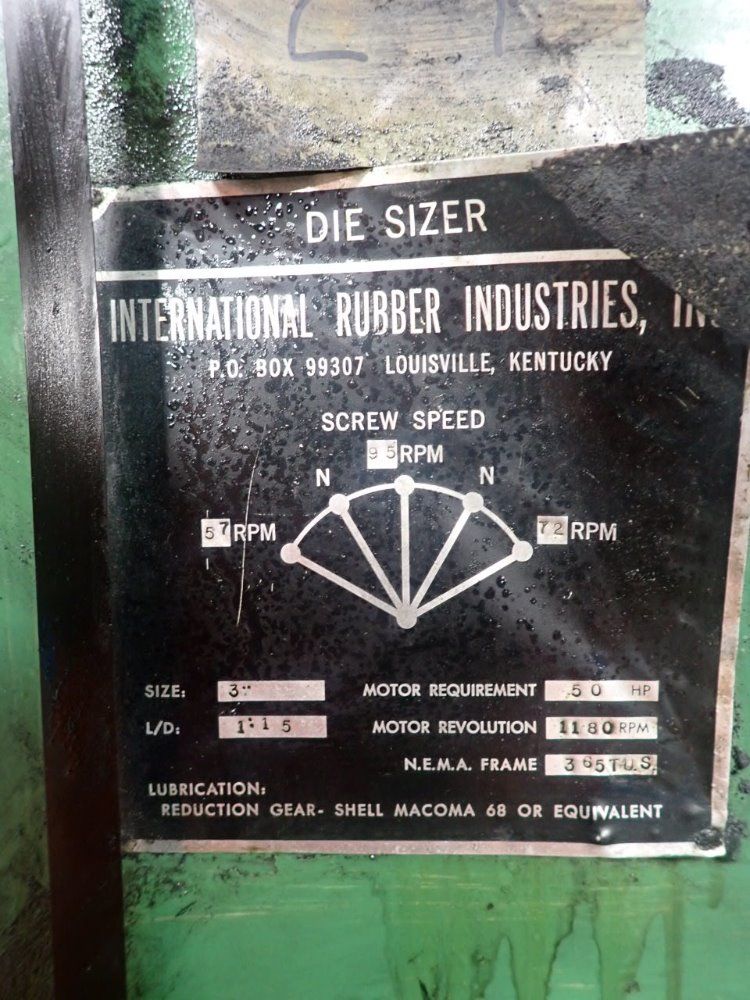 DIE SIZER
INTERNATIONAL RUBBER INDUSTRIES,
P.O. BOX 99307 LOUISVILLE, KENTUCKY
SCREW SPEED
95 RPM
N N
57 RPM 72 RPM
SIZE: 3" MOTOR REQUIREMENT 50 HP
L/D: 1:15 MOTOR REVOLUTION 1180 RPM
N.E.M.A. FRAME 365T.U.S.
LUBRICATION:
REDUCTION GEAR- SHELL MACOMA 68 OR EQUIVALENT